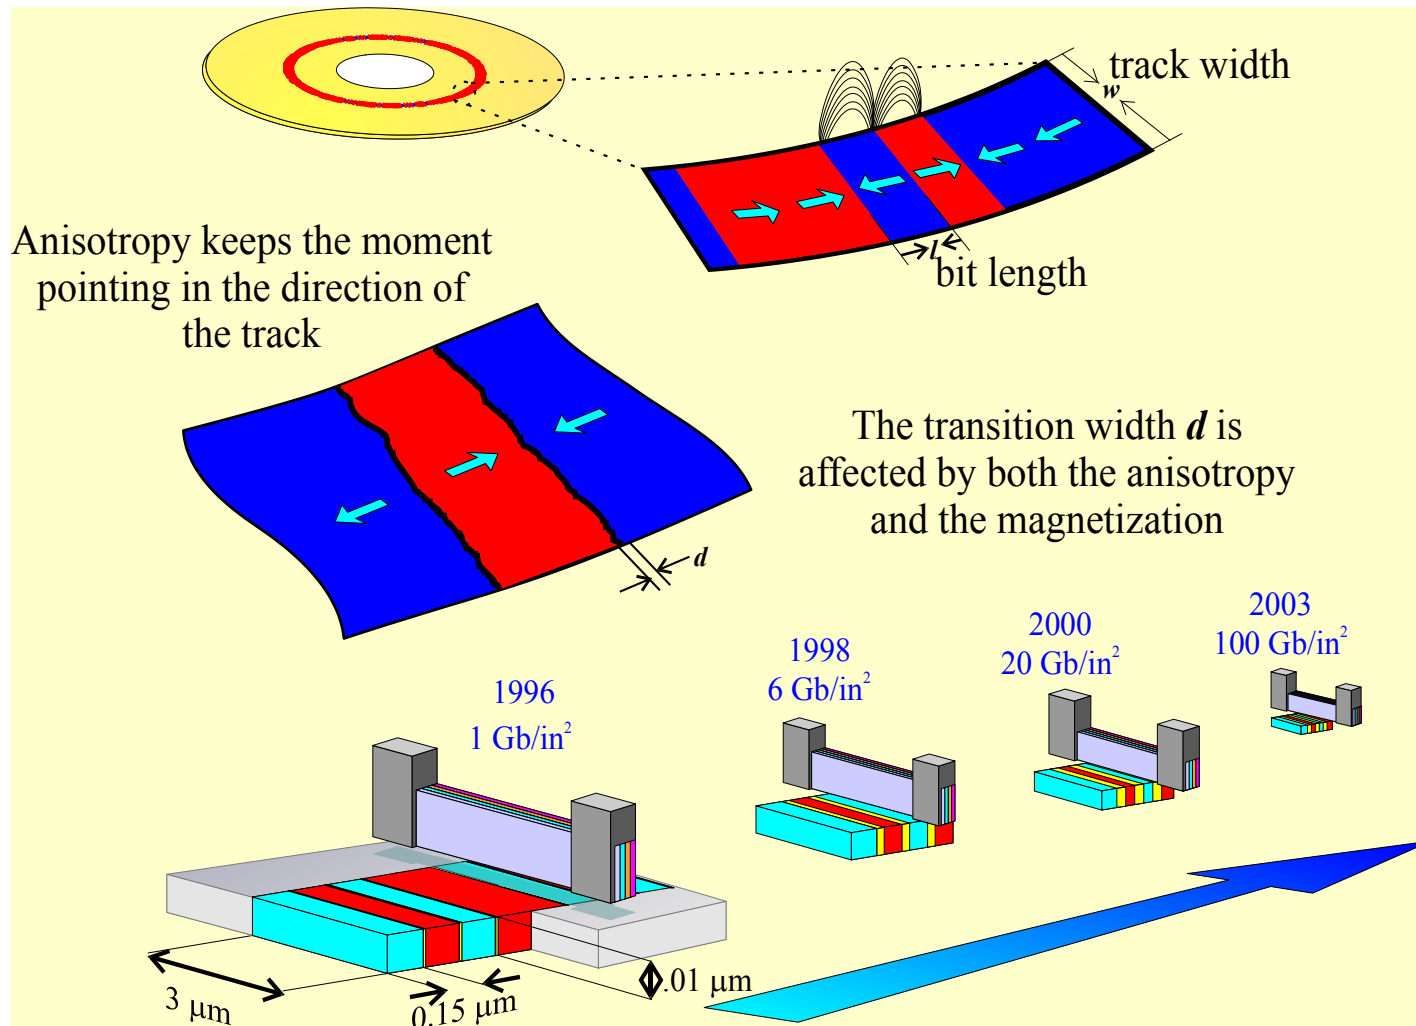 track width
w
l
bit length
Anisotropy keeps the moment
pointing in the direction of
the track
The transition width d is
affected by both the anisotropy
and the magnetization
d
1996
1 Gb/in²
1998
6 Gb/in²
2000
20 Gb/in²
2003
100 Gb/in²
3 μm
0.15 μm
.01 μm